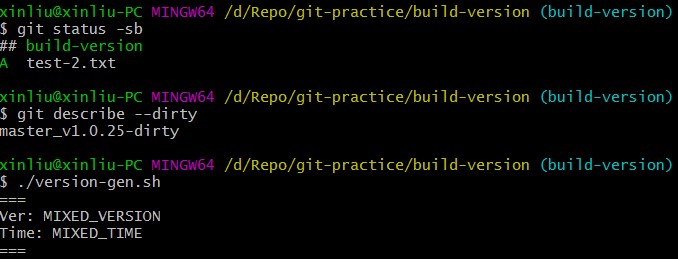 xinliu@xinliu-PC MINGW64 /d/Repo/git-practice/build-version (build-version)
$ git status -sb
## build-version
A  test-2.txt
xinliu@xinliu-PC MINGW64 /d/Repo/git-practice/build-version (build-version)
$ git describe --dirty
master_v1.0.25-dirty
xinliu@xinliu-PC MINGW64 /d/Repo/git-practice/build-version (build-version)
$ ./version-gen.sh
===
Ver: MIXED_VERSION
Time: MIXED_TIME
===